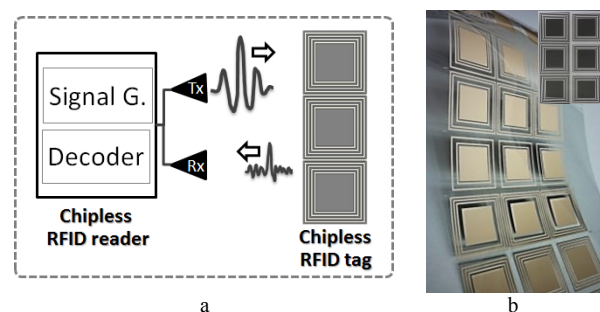 Signal G.
Decoder
Tx
Rx
Chipless
RFID reader
Chipless
RFID tag
a
b